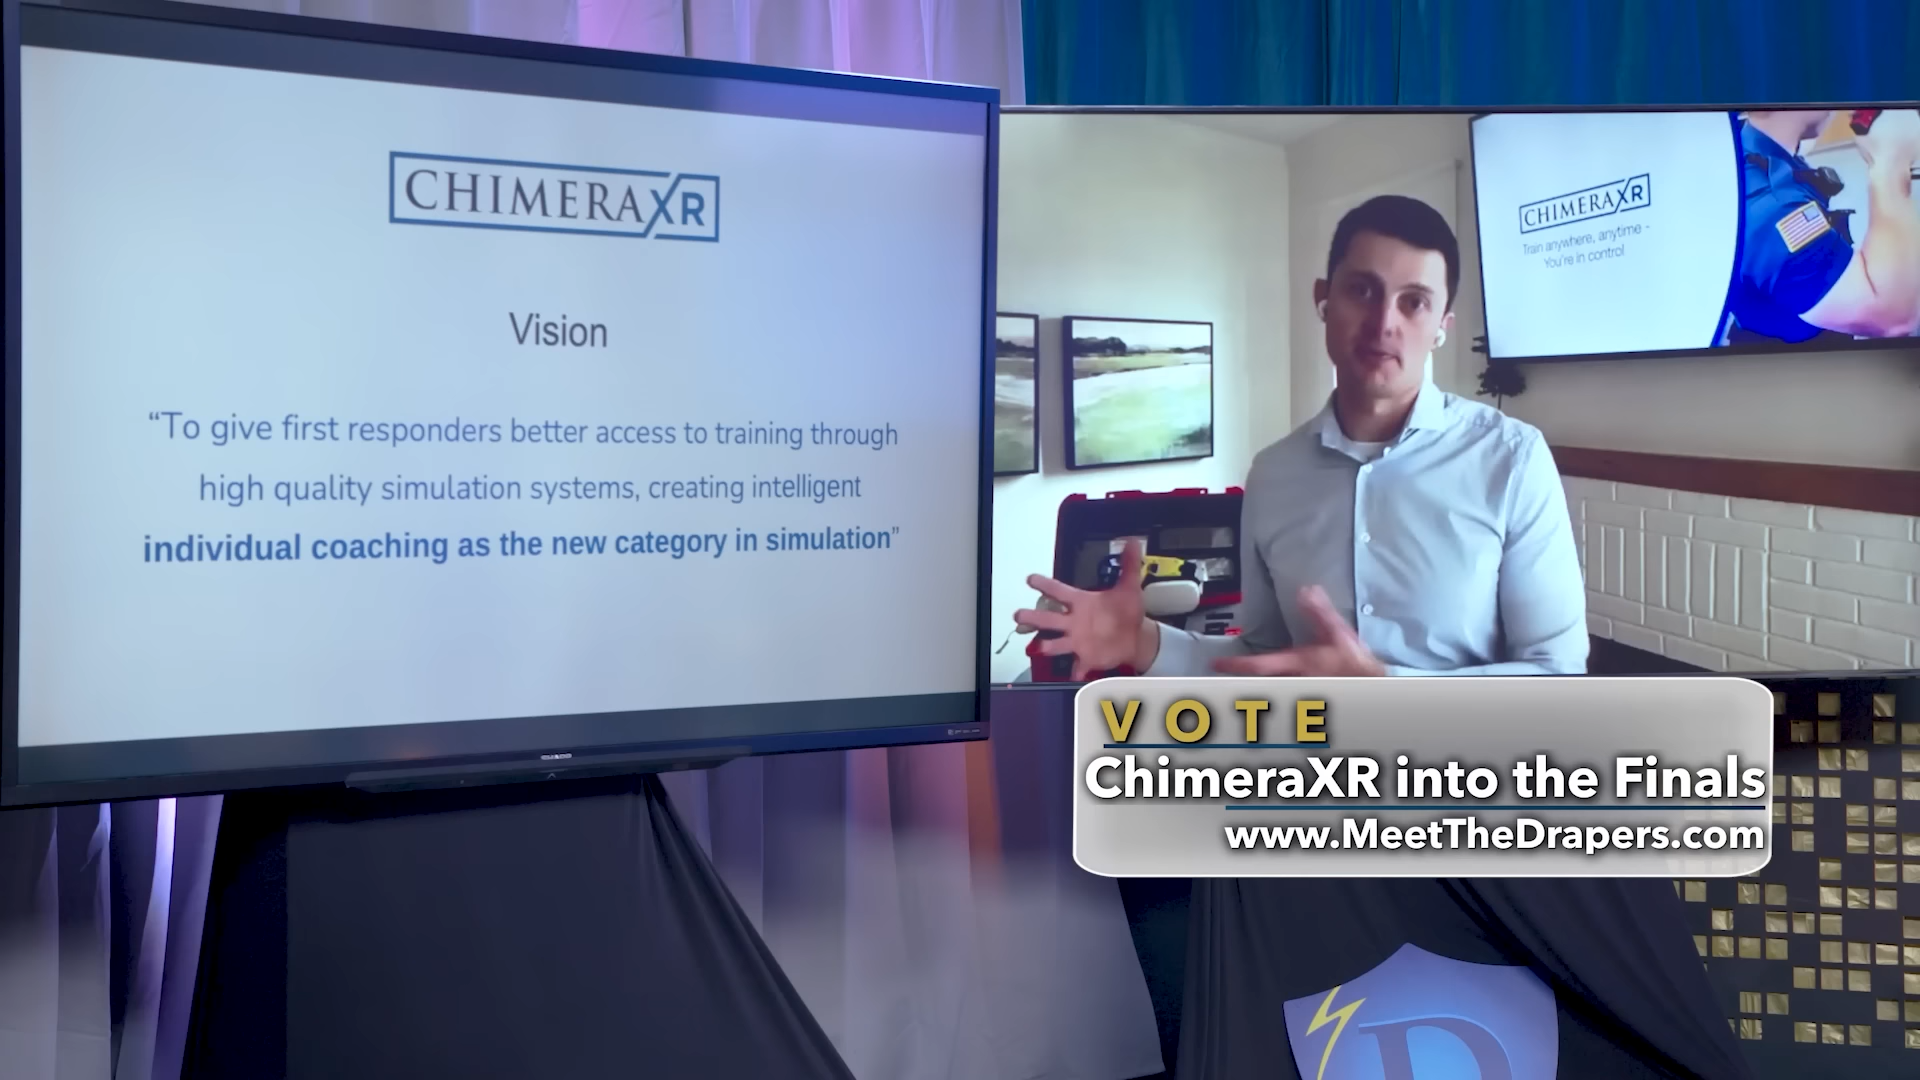 CHIMERAXR
Vision
“To give first responders better access to training through
high quality simulation systems, creating intelligent
individual coaching as the new category in simulation”
CHIMERAXR
Train anywhere, anytime -
You're in control
VOTE
ChimeraXR into the Finals
www.MeetTheDrapers.com
D